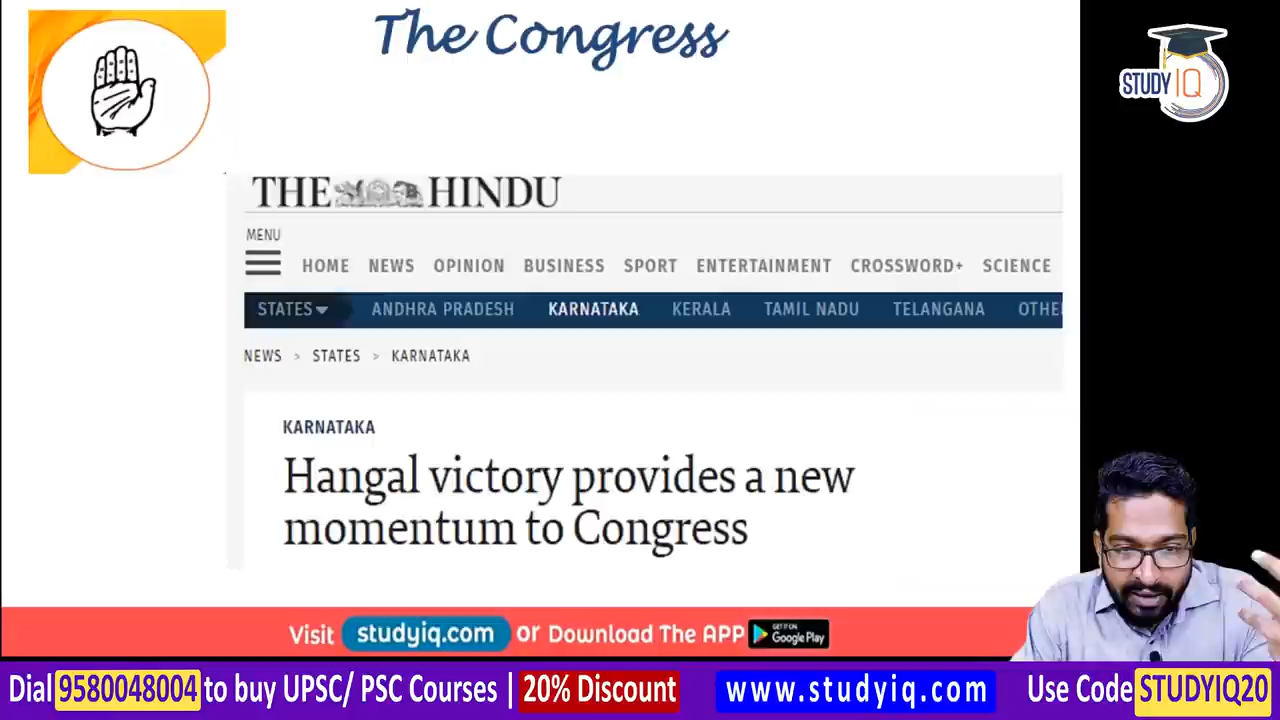 The Congress
STUDY IQ
THE HINDU
MENU
HOME NEWS OPINION BUSINESS SPORT ENTERTAINMENT CROSSWORD+ SCIENCE
STATES ANDHRA PRADESH KARNATAKA KERALA TAMIL NADU TELANGANA OTHE
NEWS > STATES > KARNATAKA
KARNATAKA
Hangal victory provides a new
momentum to Congress
Visit studyiq.com or Download The APP GET IT ON Google Play
Dial 9580048004 to buy UPSC/ PSC Courses | 20% Discount www.studyiq.com Use Code STUDYIQ20